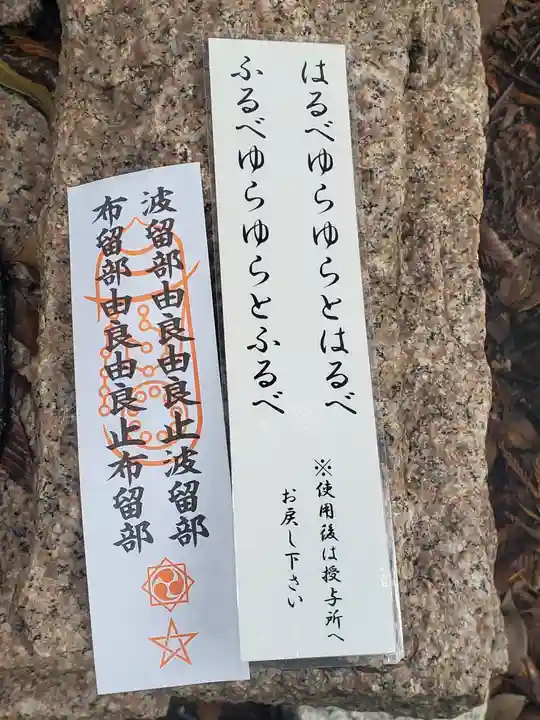 はるべゆらゆらとはるべ
ふるべゆらゆらとふるべ
※使用後は授与所へ
お戻し下さい
波留部由良由良止波留部
布留部由良由良止布留部